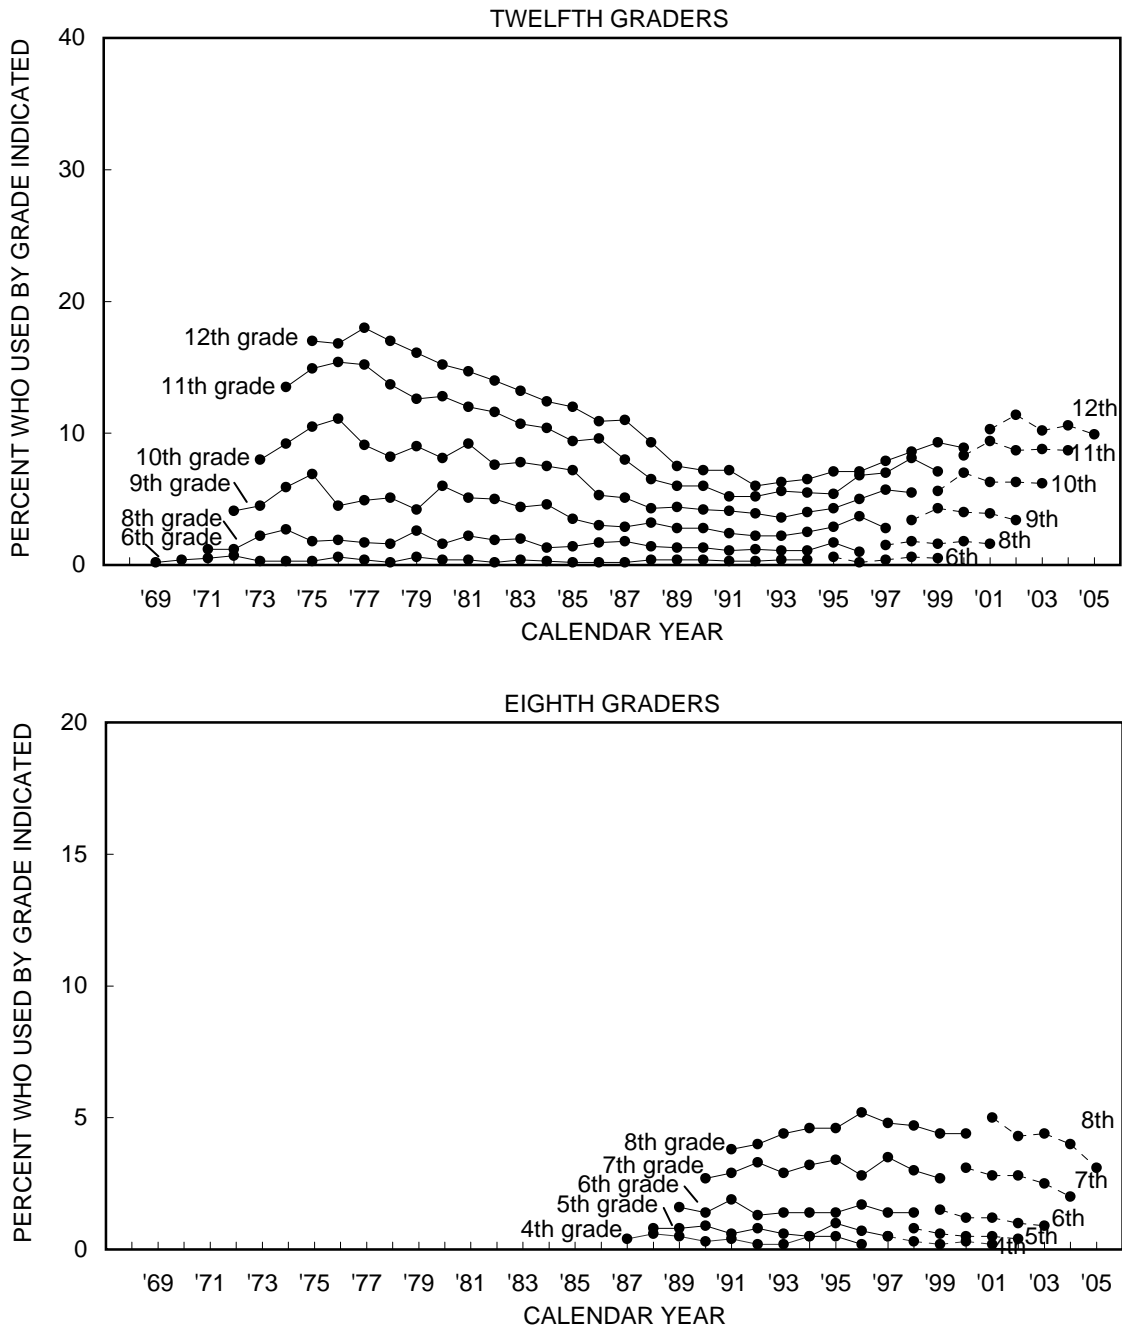 TWELFTH GRADERS
PERCENT WHO USED BY GRADE INDICATED
40
30
20
10
0
12th grade
11th grade
10th grade
9th grade
8th grade
6th grade
12th
11th
10th
9th
8th
6th
'69 '71 '73 '75 '77 '79 '81 '83 '85 '87 '89 '91 '93 '95 '97 '99 '01 '03 '05
CALENDAR YEAR
EIGHTH GRADERS
PERCENT WHO USED BY GRADE INDICATED
20
15
10
5
0
8th grade
7th grade
6th grade
5th grade
4th grade
8th
7th
6th
5th
4th
'69 '71 '73 '75 '77 '79 '81 '83 '85 '87 '89 '91 '93 '95 '97 '99 '01 '03 '05
CALENDAR YEAR